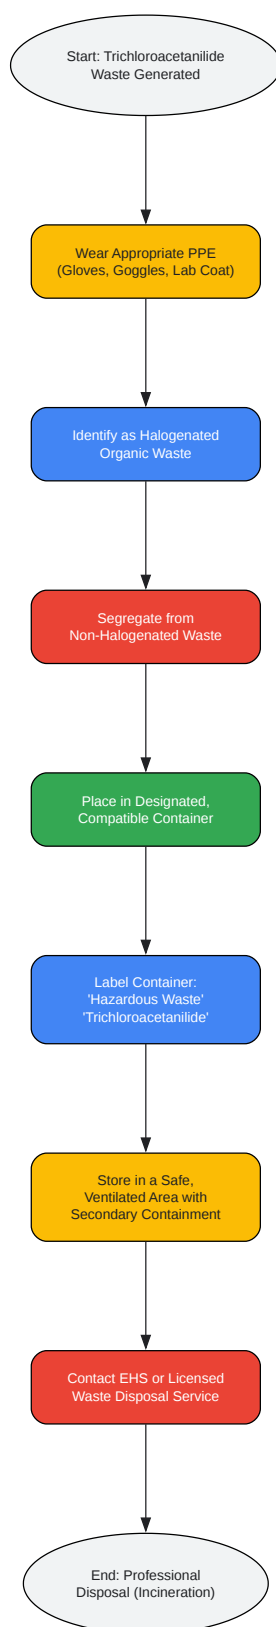 Start: Trichloroacetanilide
Waste Generated
Wear Appropriate PPE
(Gloves, Goggles, Lab Coat)
Identify as Halogenated
Organic Waste
Segregate from
Non-Halogenated Waste
Place in Designated,
Compatible Container
Label Container:
'Hazardous Waste'
'Trichloroacetanilide'
Store in a Safe,
Ventilated Area with
Secondary Containment
Contact EHS or Licensed
Waste Disposal Service
End: Professional
Disposal (Incineration)